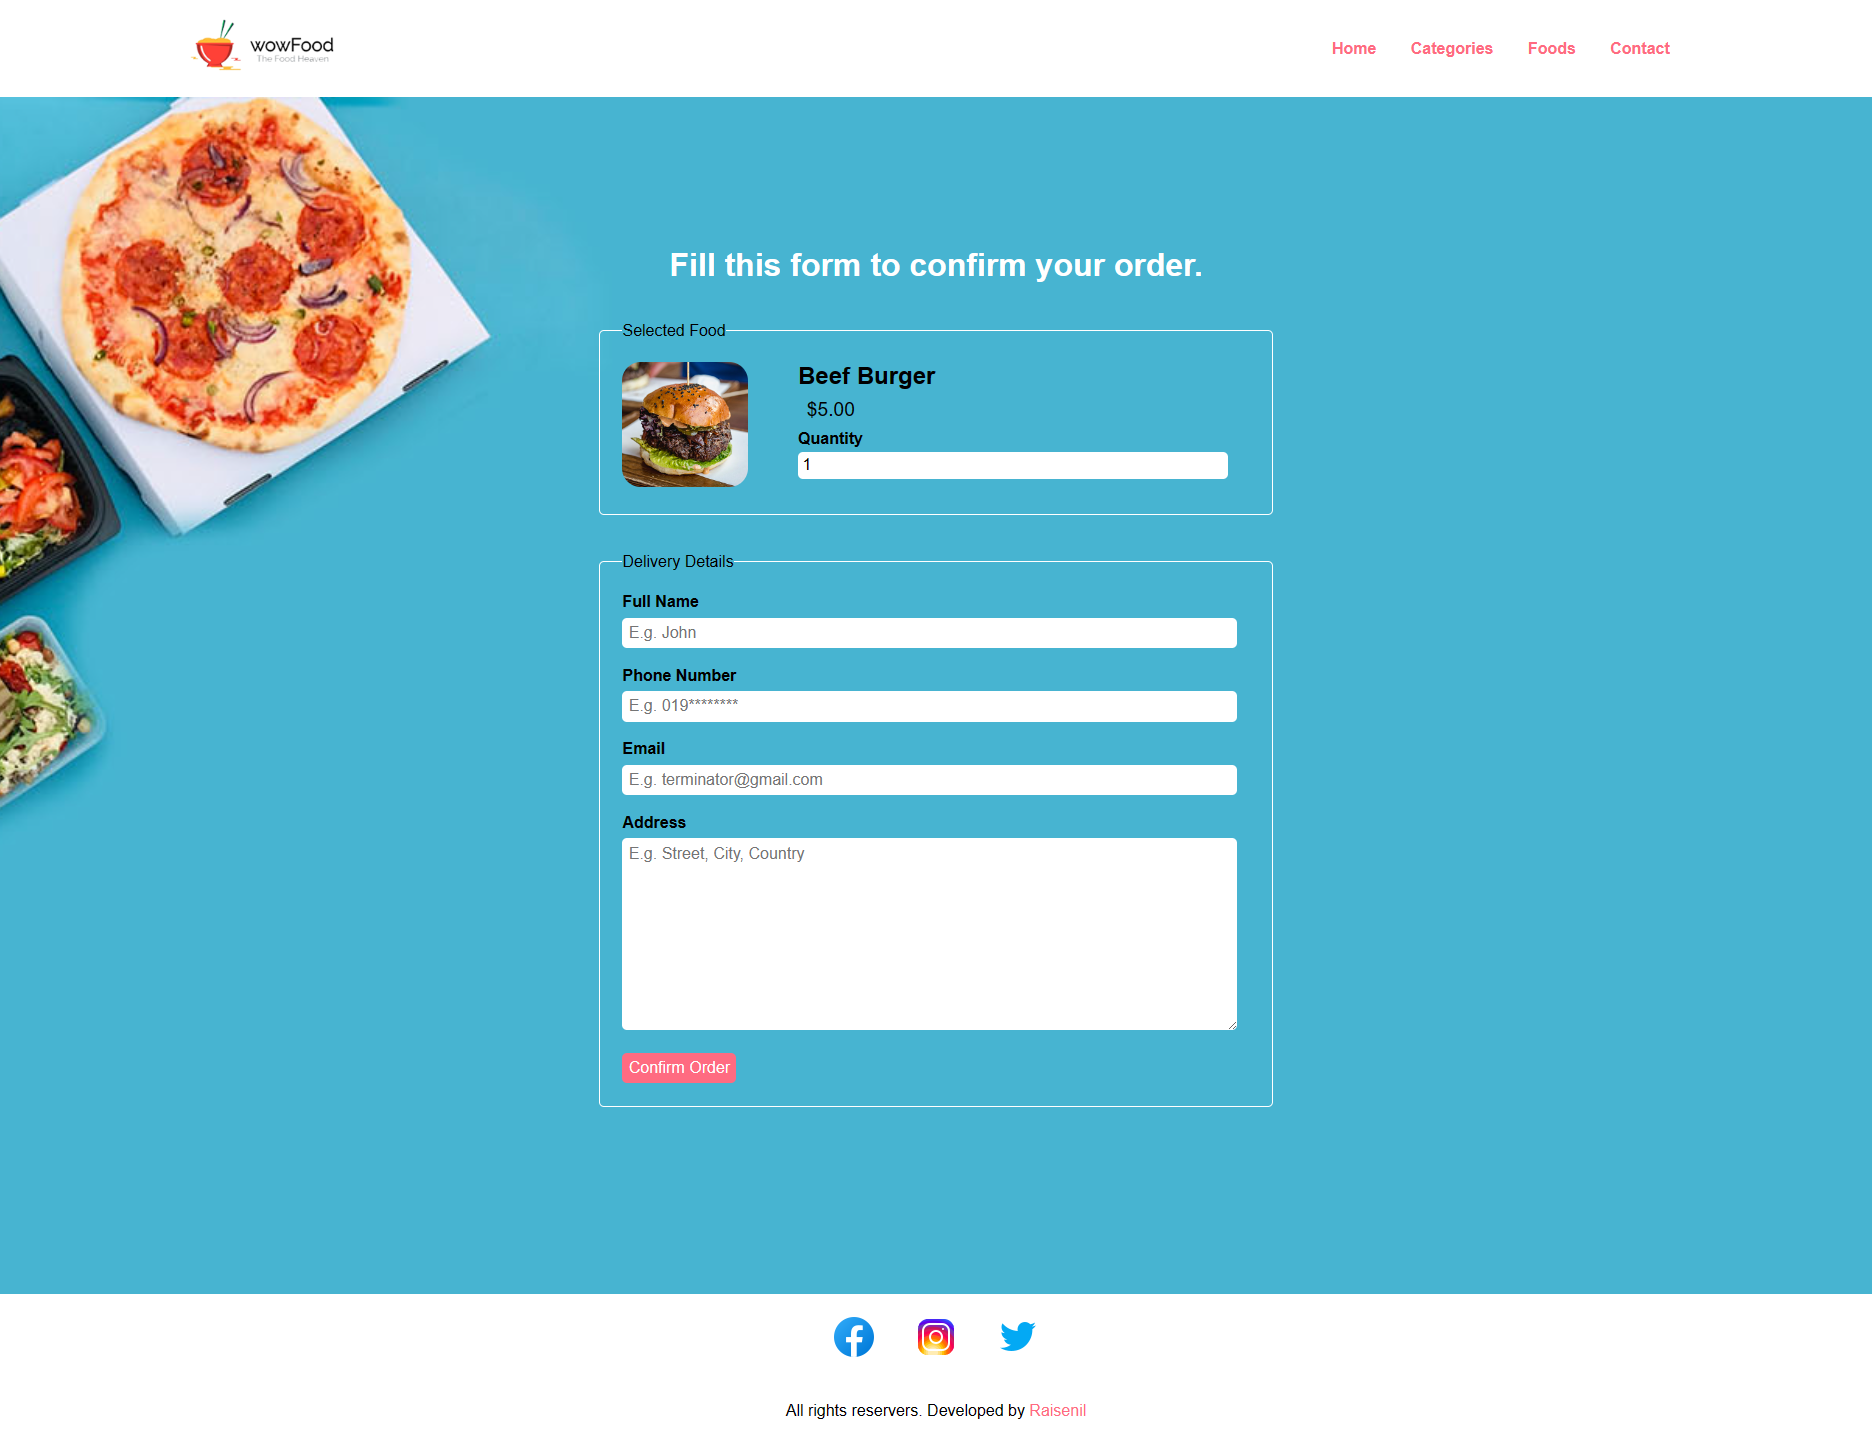 wowFood
The Food Heaven
Home Categories Foods Contact
Fill this form to confirm your order.
Selected Food
Beef Burger
$5.00
Quantity
1
Delivery Details
Full Name
E.g. John
Phone Number
E.g. 019********
Email
E.g. terminator@gmail.com
Address
E.g. Street, City, Country
Confirm Order
All rights reservers. Developed by Raisenil